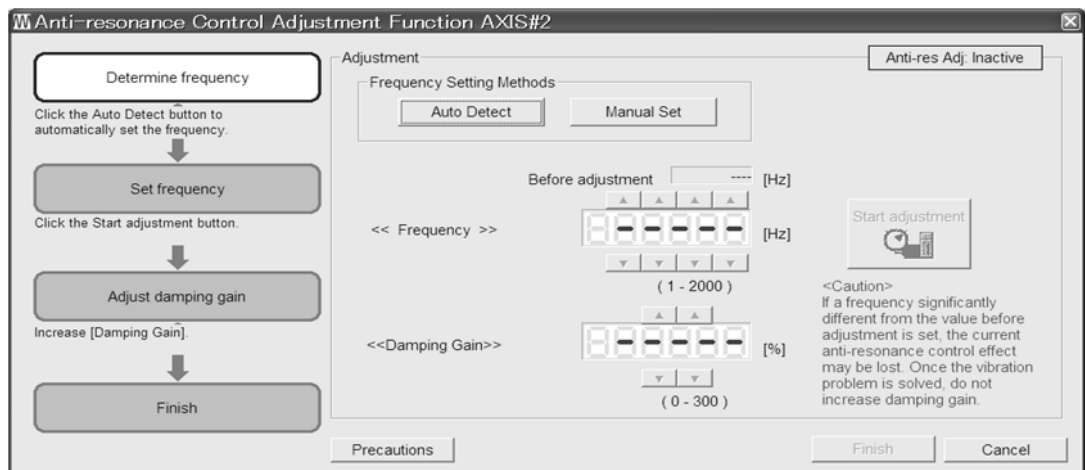 Anti-resonance Control Adjustment Function AXIS#2
Determine frequency
Click the Auto Detect button to
automatically set the frequency.
Set frequency
Click the Start adjustment button.
Adjust damping gain
Increase [Damping Gain].
Finish
Adjustment
Anti-res Adj: Inactive
Frequency Setting Methods
Auto Detect
Manual Set
Before adjustment ---- [Hz]
<< Frequency >> ----- [Hz]
( 1 - 2000 )
<<Damping Gain>> ----- [%]
( 0 - 300 )
Start adjustment
<Caution>
If a frequency significantly
different from the value before
adjustment is set, the current
anti-resonance control effect
may be lost. Once the vibration
problem is solved, do not
increase damping gain.
Precautions
Finish
Cancel